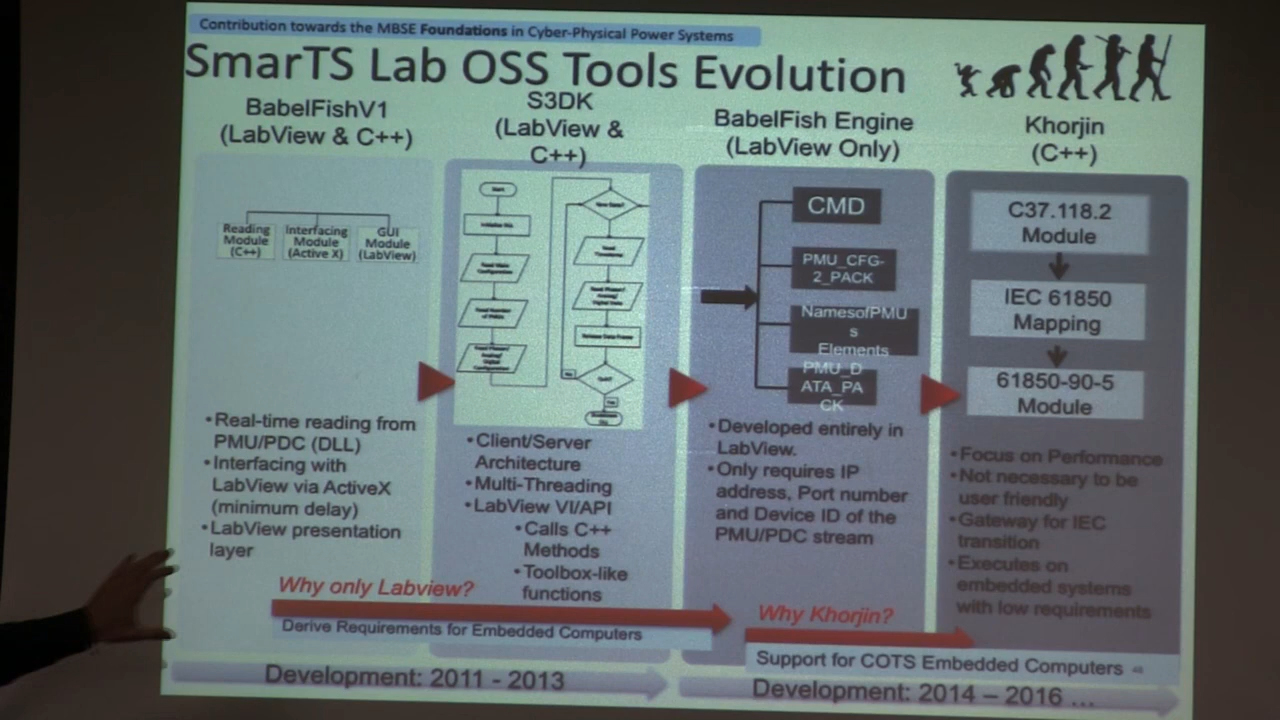 Contribution towards the MBSE Foundations in Cyber-Physical Power Systems
SmarTS Lab OSS Tools Evolution
BabelFishV1
(LabView & C++)
Reading
Module
(C++)
Interfacing
Module
(Active X)
GUI
Module
(LabView)
•Real-time reading from
PMU/PDC (DLL)
•Interfacing with
LabView via ActiveX
(minimum delay)
•LabView presentation
layer
S3DK
(LabView &
C++)
Start
•Client/Server
Architecture
•Multi-Threading
•LabView VI/API
•Calls C++
Methods
•Toolbox-like
functions
BabelFish Engine
(LabView Only)
CMD
PMU_CFG-
2_PACK
NamesofPMU
s
Elements
PMU_D
ATA_PA
CK
•Developed entirely in
LabView.
•Only requires IP
address, Port number
and Device ID of the
PMU/PDC stream
Khorjin
(C++)
C37.118.2
Module
IEC 61850
Mapping
61850-90-5
Module
•Focus on Performance
•Not necessary to be
user friendly
•Gateway for IEC
transition
•Executes on
embedded systems
with low requirements
Why only Labview?
Derive Requirements for Embedded Computers
Why Khorjin?
Support for COTS Embedded Computers
Development: 2011 - 2013
Development: 2014 – 2016 ...